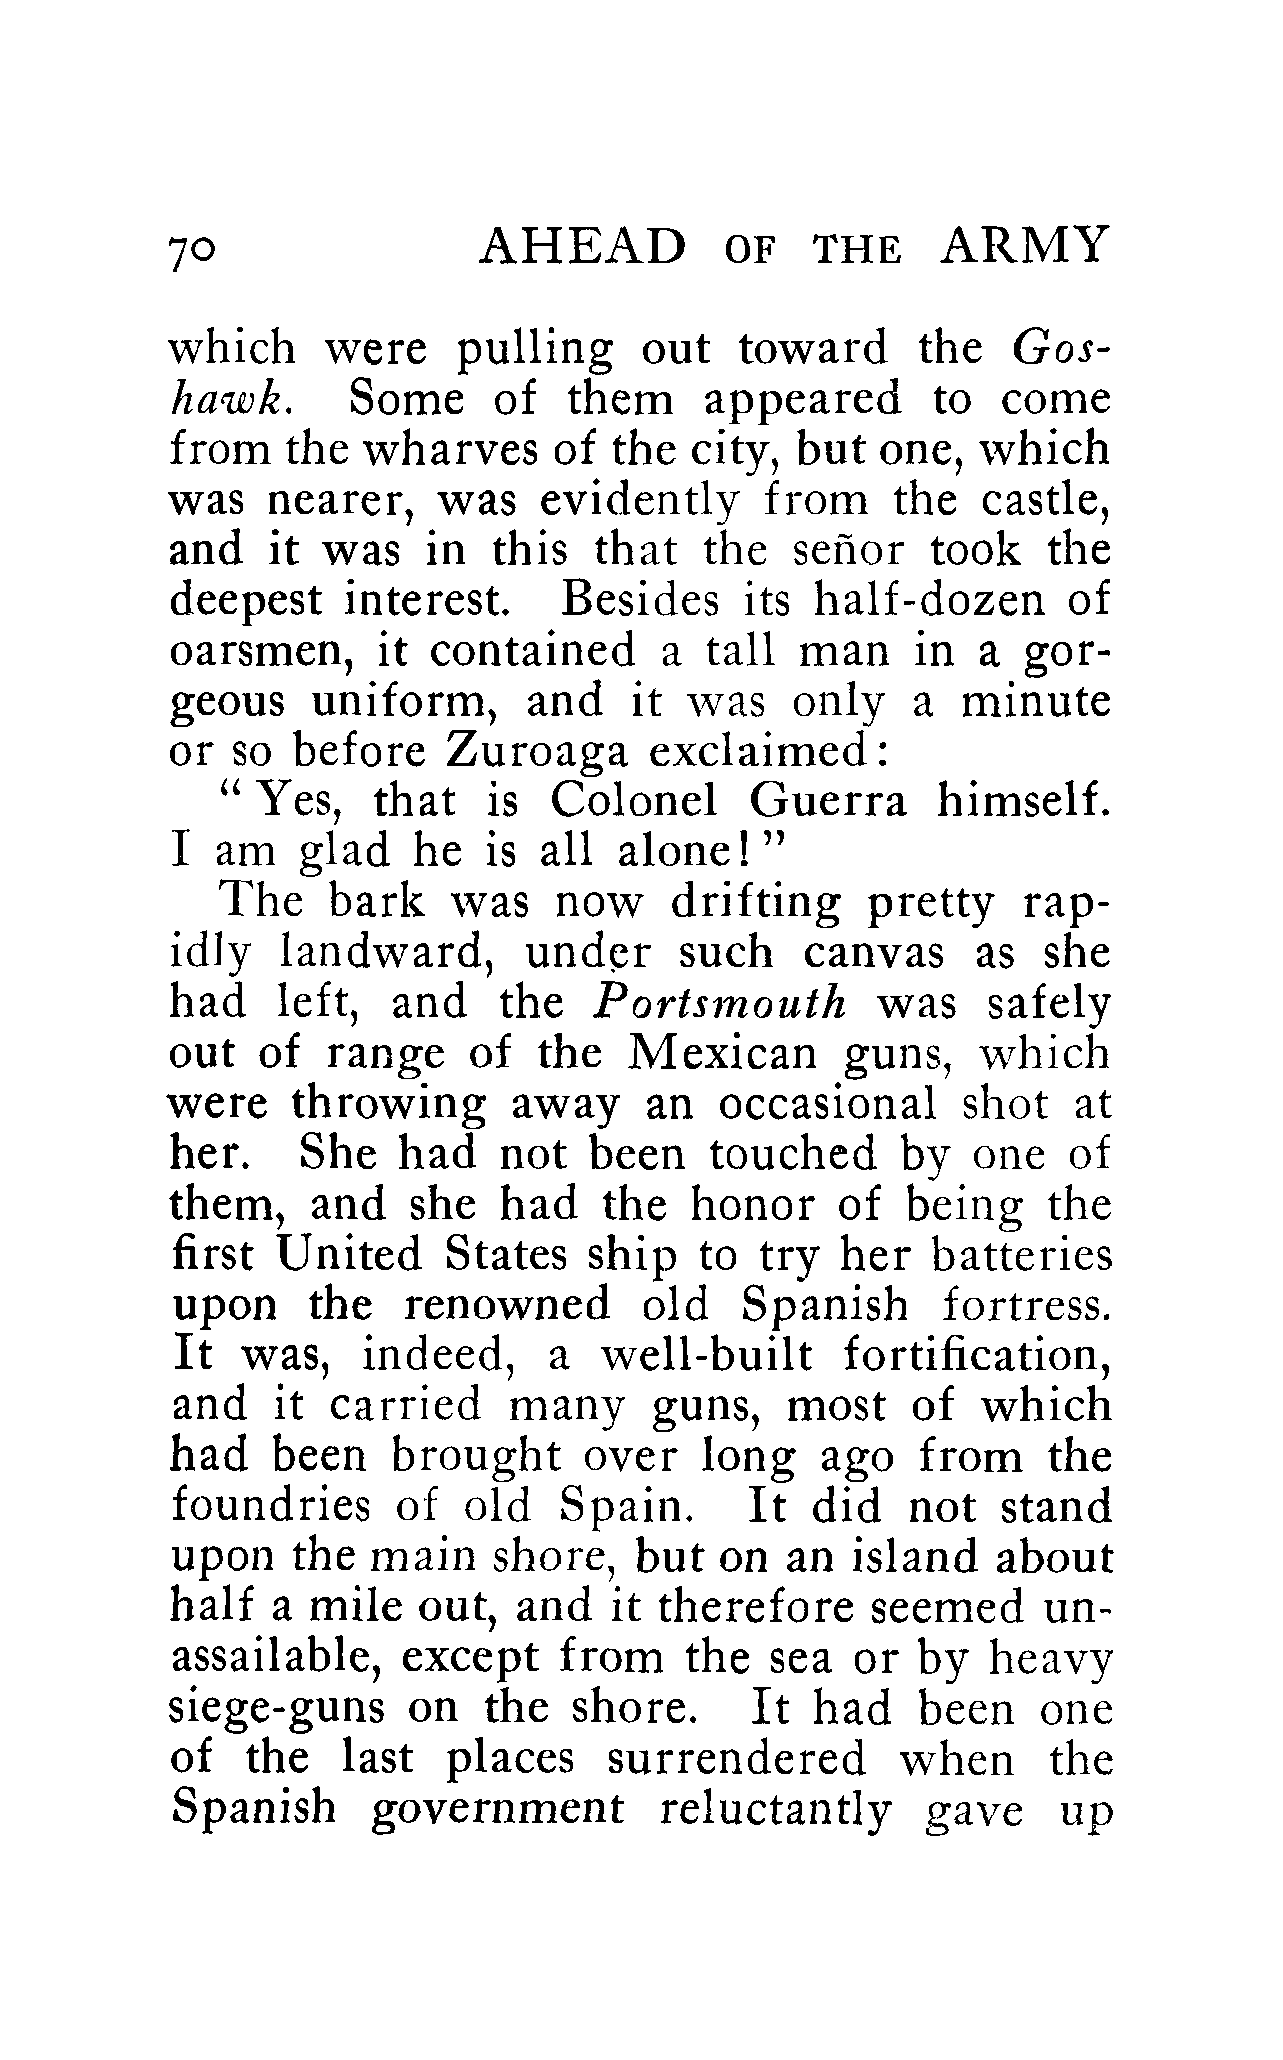 70 AHEAD OF THE ARMY
which were pulling out toward the Gos-
hawk. Some of them appeared to come
from the wharves of the city, but one, which
was nearer, was evidently from the castle,
and it was in this that the señor took the
deepest interest. Besides its half-dozen of
oarsmen, it contained a tall man in a gor-
geous uniform, and it was only a minute
or so before Zuroaga exclaimed:
"Yes, that is Colonel Guerra himself.
I am glad he is all alone!"
The bark was now drifting pretty rap-
idly landward, under such canvas as she
had left, and the Portsmouth was safely
out of range of the Mexican guns, which
were throwing away an occasional shot at
her. She had not been touched by one of
them, and she had the honor of being the
first United States ship to try her batteries
upon the renowned old Spanish fortress.
It was, indeed, a well-built fortification,
and it carried many guns, most of which
had been brought over long ago from the
foundries of old Spain. It did not stand
upon the main shore, but on an island about
half a mile out, and it therefore seemed un-
assailable, except from the sea or by heavy
siege-guns on the shore. It had been one
of the last places surrendered when the
Spanish government reluctantly gave up